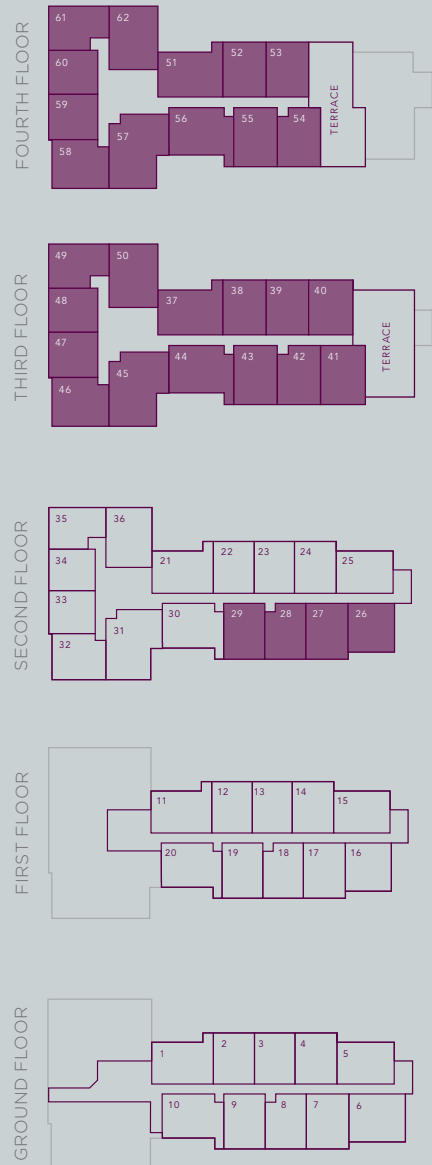 FOURTH FLOOR
61 62
60
51 52 53
59
57 56 55 54
58
TERRACE
THIRD FLOOR
49 50
48
37 38 39 40
47
45 44 43 42 41
46
TERRACE
SECOND FLOOR
35 36
34
21 22 23 24 25
33
32 31 30 29 28 27 26
FIRST FLOOR
11 12 13 14 15
20 19 18 17 16
GROUND FLOOR
1 2 3 4 5
10 9 8 7 6